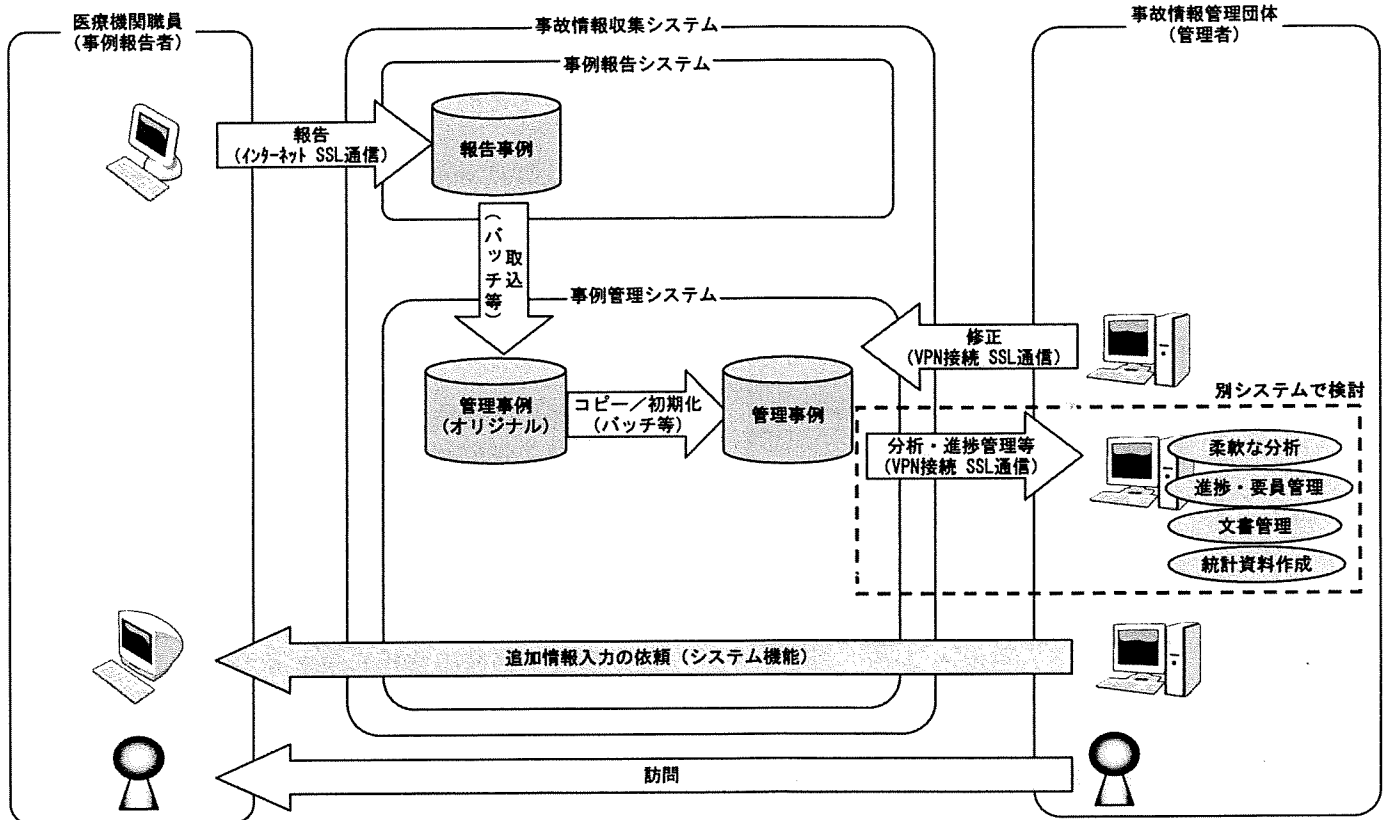 医療機関職員
(事例報告者)
事故情報収集システム
事故情報管理団体
(管理者)
事例報告システム
報告
(インターネット SSL通信)
報告事例
取込
(バッチ等)
事例管理システム
修正
(VPN接続 SSL通信)
管理事例
(オリジナル)
コピー/初期化
(バッチ等)
管理事例
別システムで検討
分析・進捗管理等
(VPN接続 SSL通信)
柔軟な分析
進捗・要員管理
文書管理
統計資料作成
追加情報入力の依頼(システム機能)
訪問